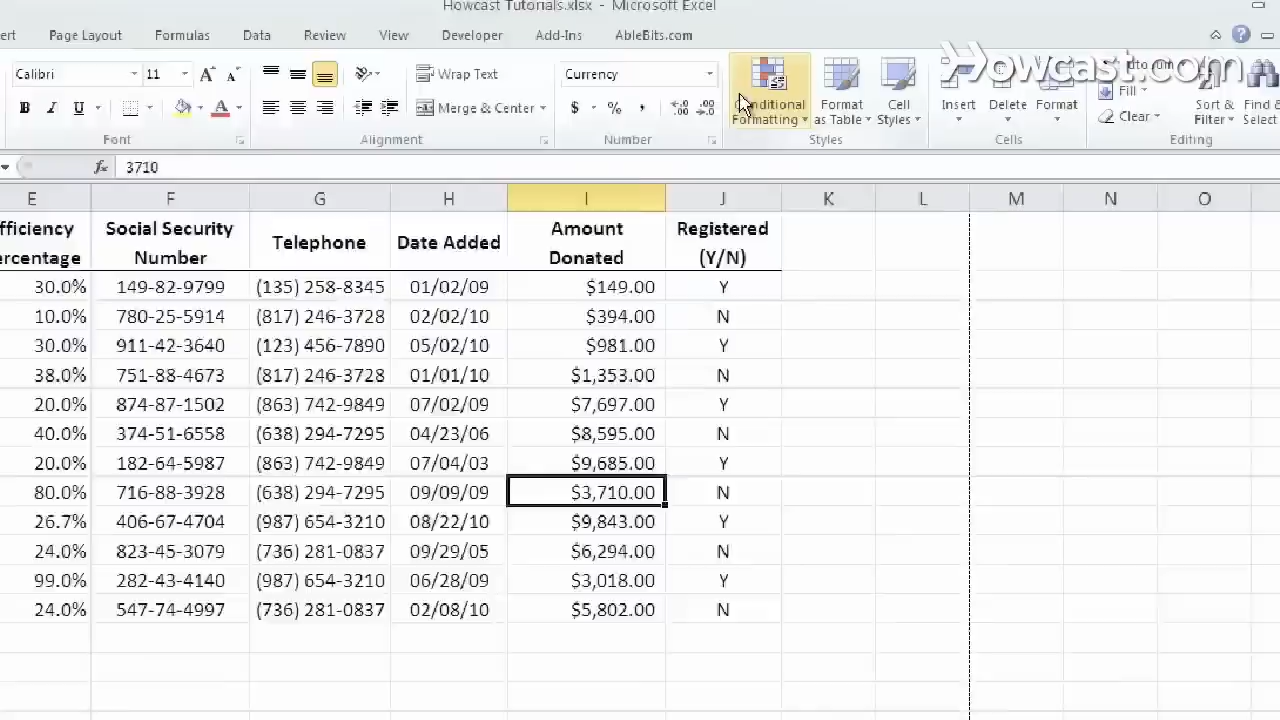 Howcast Tutorials.xlsx - Microsoft Excel
ert Page Layout Formulas Data Review View Developer Add-Ins AbleBits.com
Howcast.com
Calibri 11 A A Wrap Text Currency
B I U A Merge & Center $ % ,
Conditional Formatting
Format as Table
Cell Styles
Insert Delete Format
Fill
Clear
Sort & Filter
Find & Select
Font Alignment Number Styles Cells Editing
fx 3710
E F G H I J K L M N O
fficiency Social Security Telephone Date Added Amount Registered
ercentage Number Donated (Y/N)
30.0% 149-82-9799 (135) 258-8345 01/02/09 $149.00 Y
10.0% 780-25-5914 (817) 246-3728 02/02/10 $394.00 N
30.0% 911-42-3640 (123) 456-7890 05/02/10 $981.00 Y
38.0% 751-88-4673 (817) 246-3728 01/01/10 $1,353.00 N
20.0% 874-87-1502 (863) 742-9849 07/02/09 $7,697.00 Y
40.0% 374-51-6558 (638) 294-7295 04/23/06 $8,595.00 N
20.0% 182-64-5987 (863) 742-9849 07/04/03 $9,685.00 Y
80.0% 716-88-3928 (638) 294-7295 09/09/09 $3,710.00 N
26.7% 406-67-4704 (987) 654-3210 08/22/10 $9,843.00 Y
24.0% 823-45-3079 (736) 281-0837 09/29/05 $6,294.00 N
99.0% 282-43-4140 (987) 654-3210 06/28/09 $3,018.00 Y
24.0% 547-74-4997 (736) 281-0837 02/08/10 $5,802.00 N